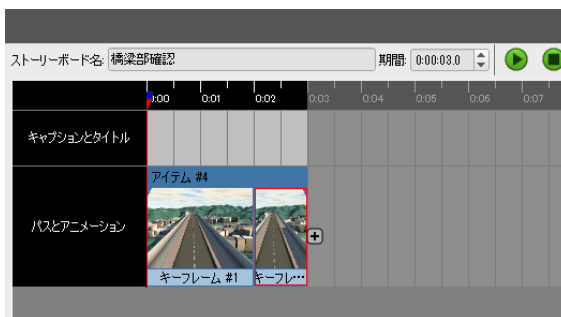 ストーリーボード名: 橋梁部確認 期間: 0:00:03.0
0:00 0:01 0:02 0:03 0:04 0:05 0:06 0:07
キャプションとタイトル
アイテム #4
パスとアニメーション
キーフレーム #1 キーフレ…